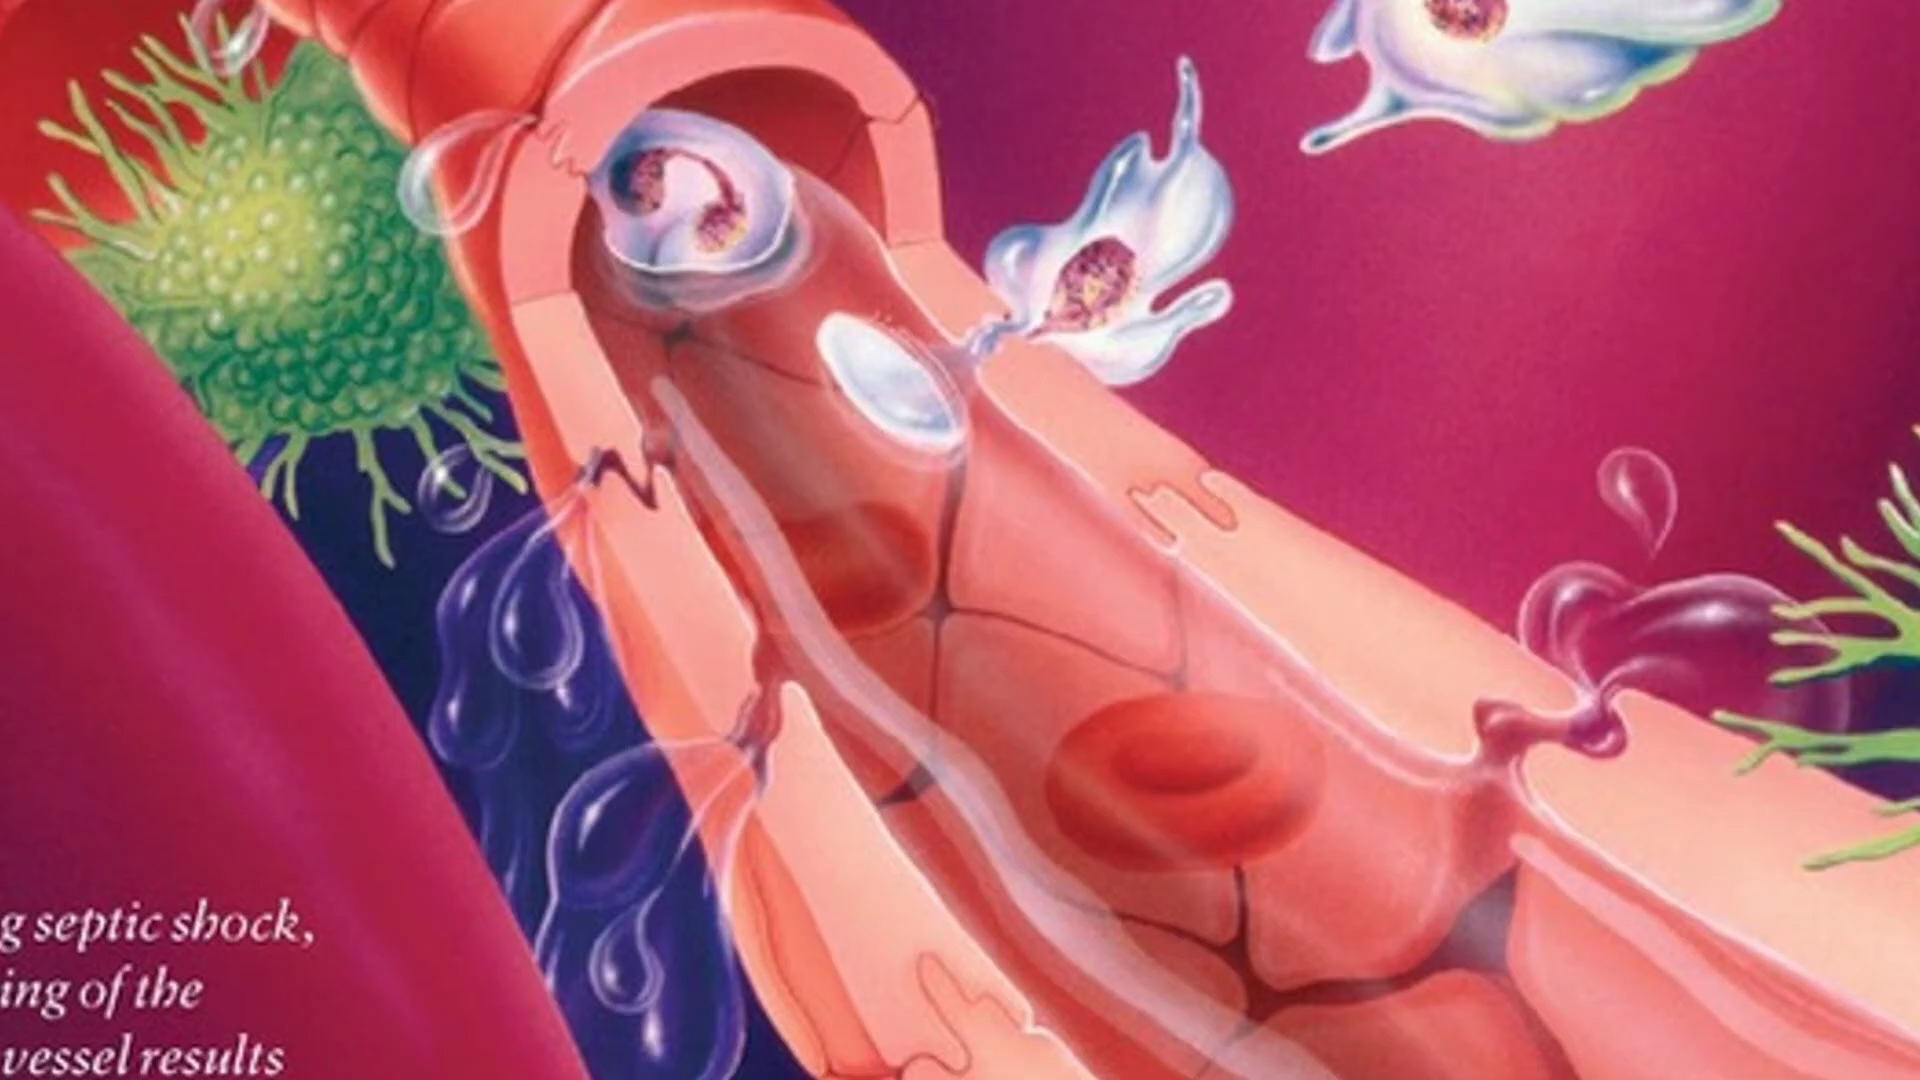 g septic shock,
ing of the
vessel results